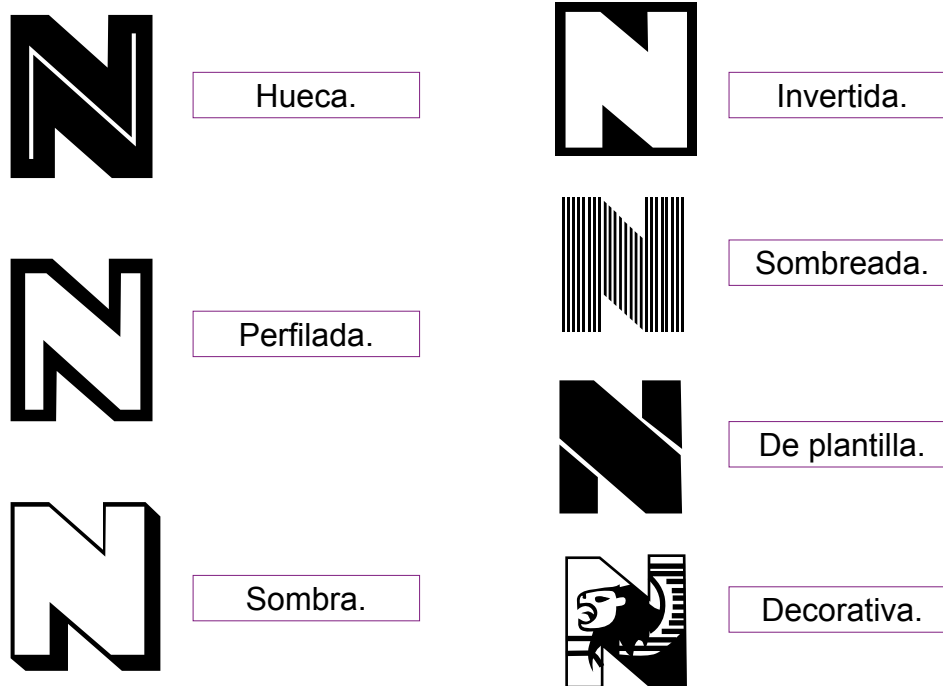 N
Hueca.
N
Perfilada.
N
Sombra.
N
Invertida.
N
Sombreada.
N
De plantilla.
N
Decorativa.